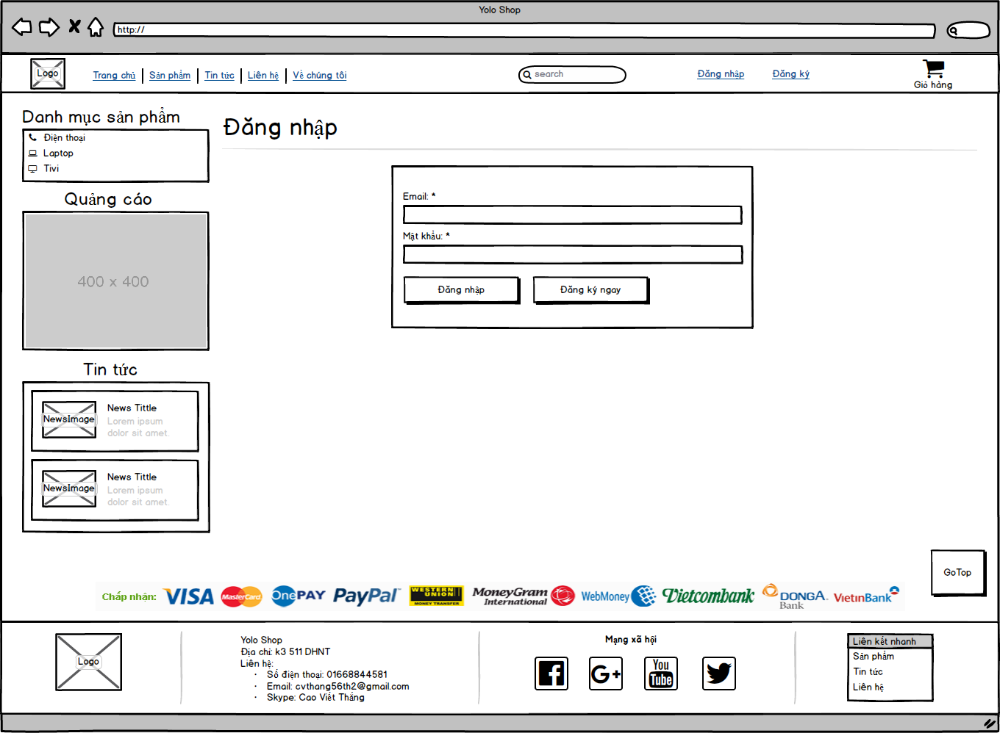 Yolo Shop
http://
Logo
Trang chủ
Sản phẩm
Tin tức
Liên hệ
Về chúng tôi
search
Đăng nhập
Đăng ký
Giỏ hàng
Danh mục sản phẩm
Điện thoại
Laptop
Tivi
Quảng cáo
400 x 400
Tin tức
NewsImage
News Tittle
Lorem ipsum
dolor sit amet.
NewsImage
News Tittle
Lorem ipsum
dolor sit amet.
Đăng nhập
Email: *
Mật khẩu: *
Đăng nhập
Đăng ký ngay
GoTop
Chấp nhận:
VISA
MasterCard
OnePAY
PayPal™
WESTERN
UNION
MONEY TRANSFER
MoneyGram
International
WebMoney
Vietcombank
DONGA
Bank
VietinBank
Logo
Yolo Shop
Địa chỉ: k3 511 DHNT
Liên hệ:
· Số điện thoại: 01668844581
· Email: cvthang56th2@gmail.com
· Skype: Cao Viết Thắng
Mạng xã hội
G+
You
Tube
Liên kết nhanh
Sản phẩm
Tin tức
Liên hệ